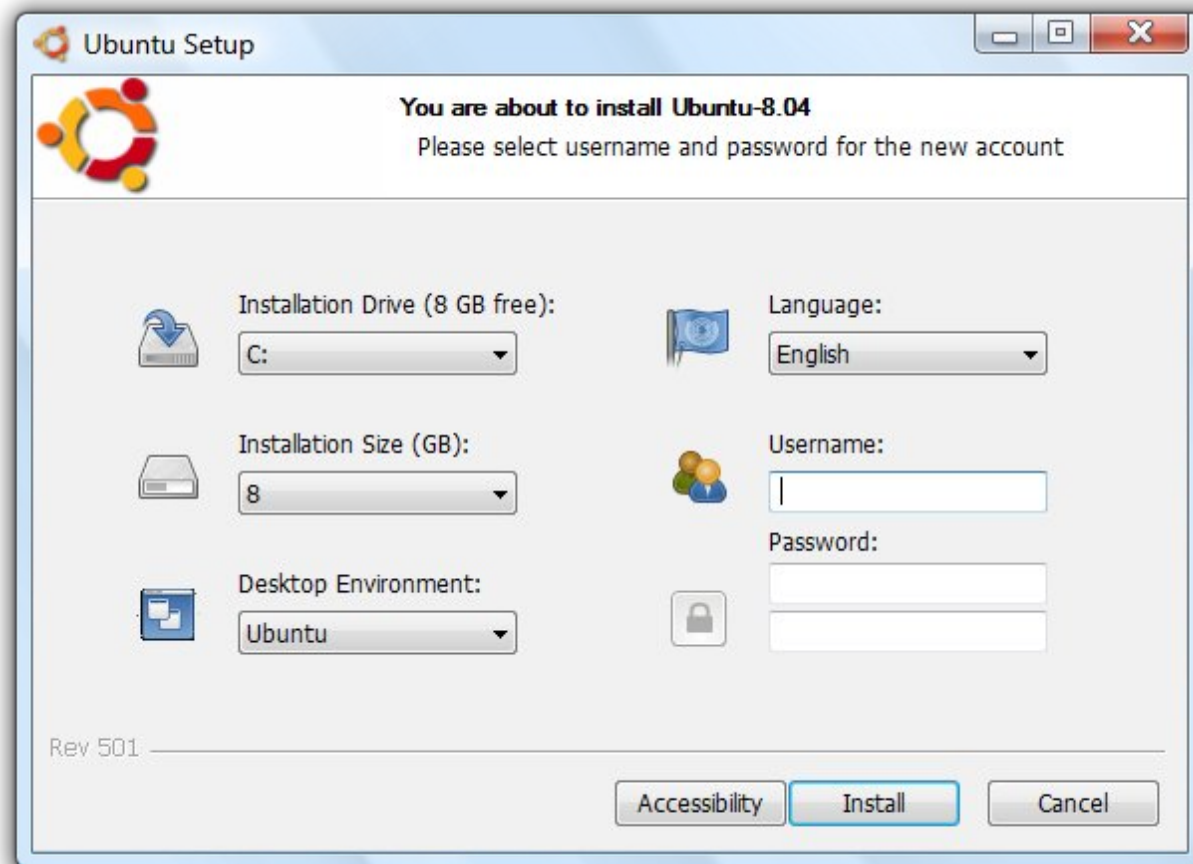 Ubuntu Setup
You are about to install Ubuntu-8.04
Please select username and password for the new account
Installation Drive (8 GB free):
C:
Language:
English
Installation Size (GB):
8
Username:
Password:
Desktop Environment:
Ubuntu
Rev 501
Accessibility
Install
Cancel